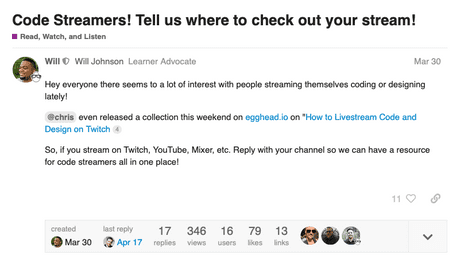 Code Streamers! Tell us where to check out your stream!
Read, Watch, and Listen
Will Will Johnson Learner Advocate Mar 30
Hey everyone there seems to a lot of interest with people streaming themselves coding or designing
lately!
@chris even released a collection this weekend on egghead.io on "How to Livestream Code and
Design on Twitch 4
So, if you stream on Twitch, YouTube, Mixer, etc. Reply with your channel so we can have a resource
for code streamers all in one place!
11
created last reply 17 346 16 79 13
Mar 30 Apr 17 replies views users likes links